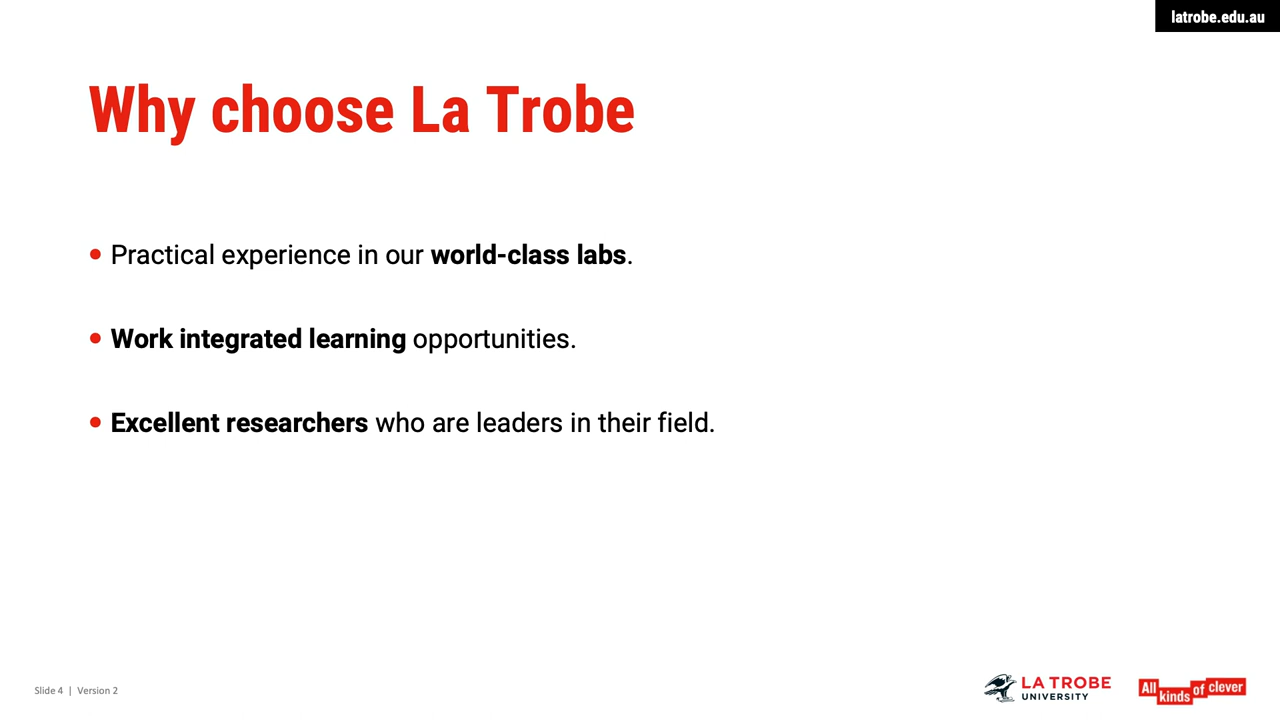 latrobe.edu.au
Why choose La Trobe
• Practical experience in our world-class labs.
• Work integrated learning opportunities.
• Excellent researchers who are leaders in their field.
Slide 4 | Version 2
LA TROBE
UNIVERSITY
All kinds of clever